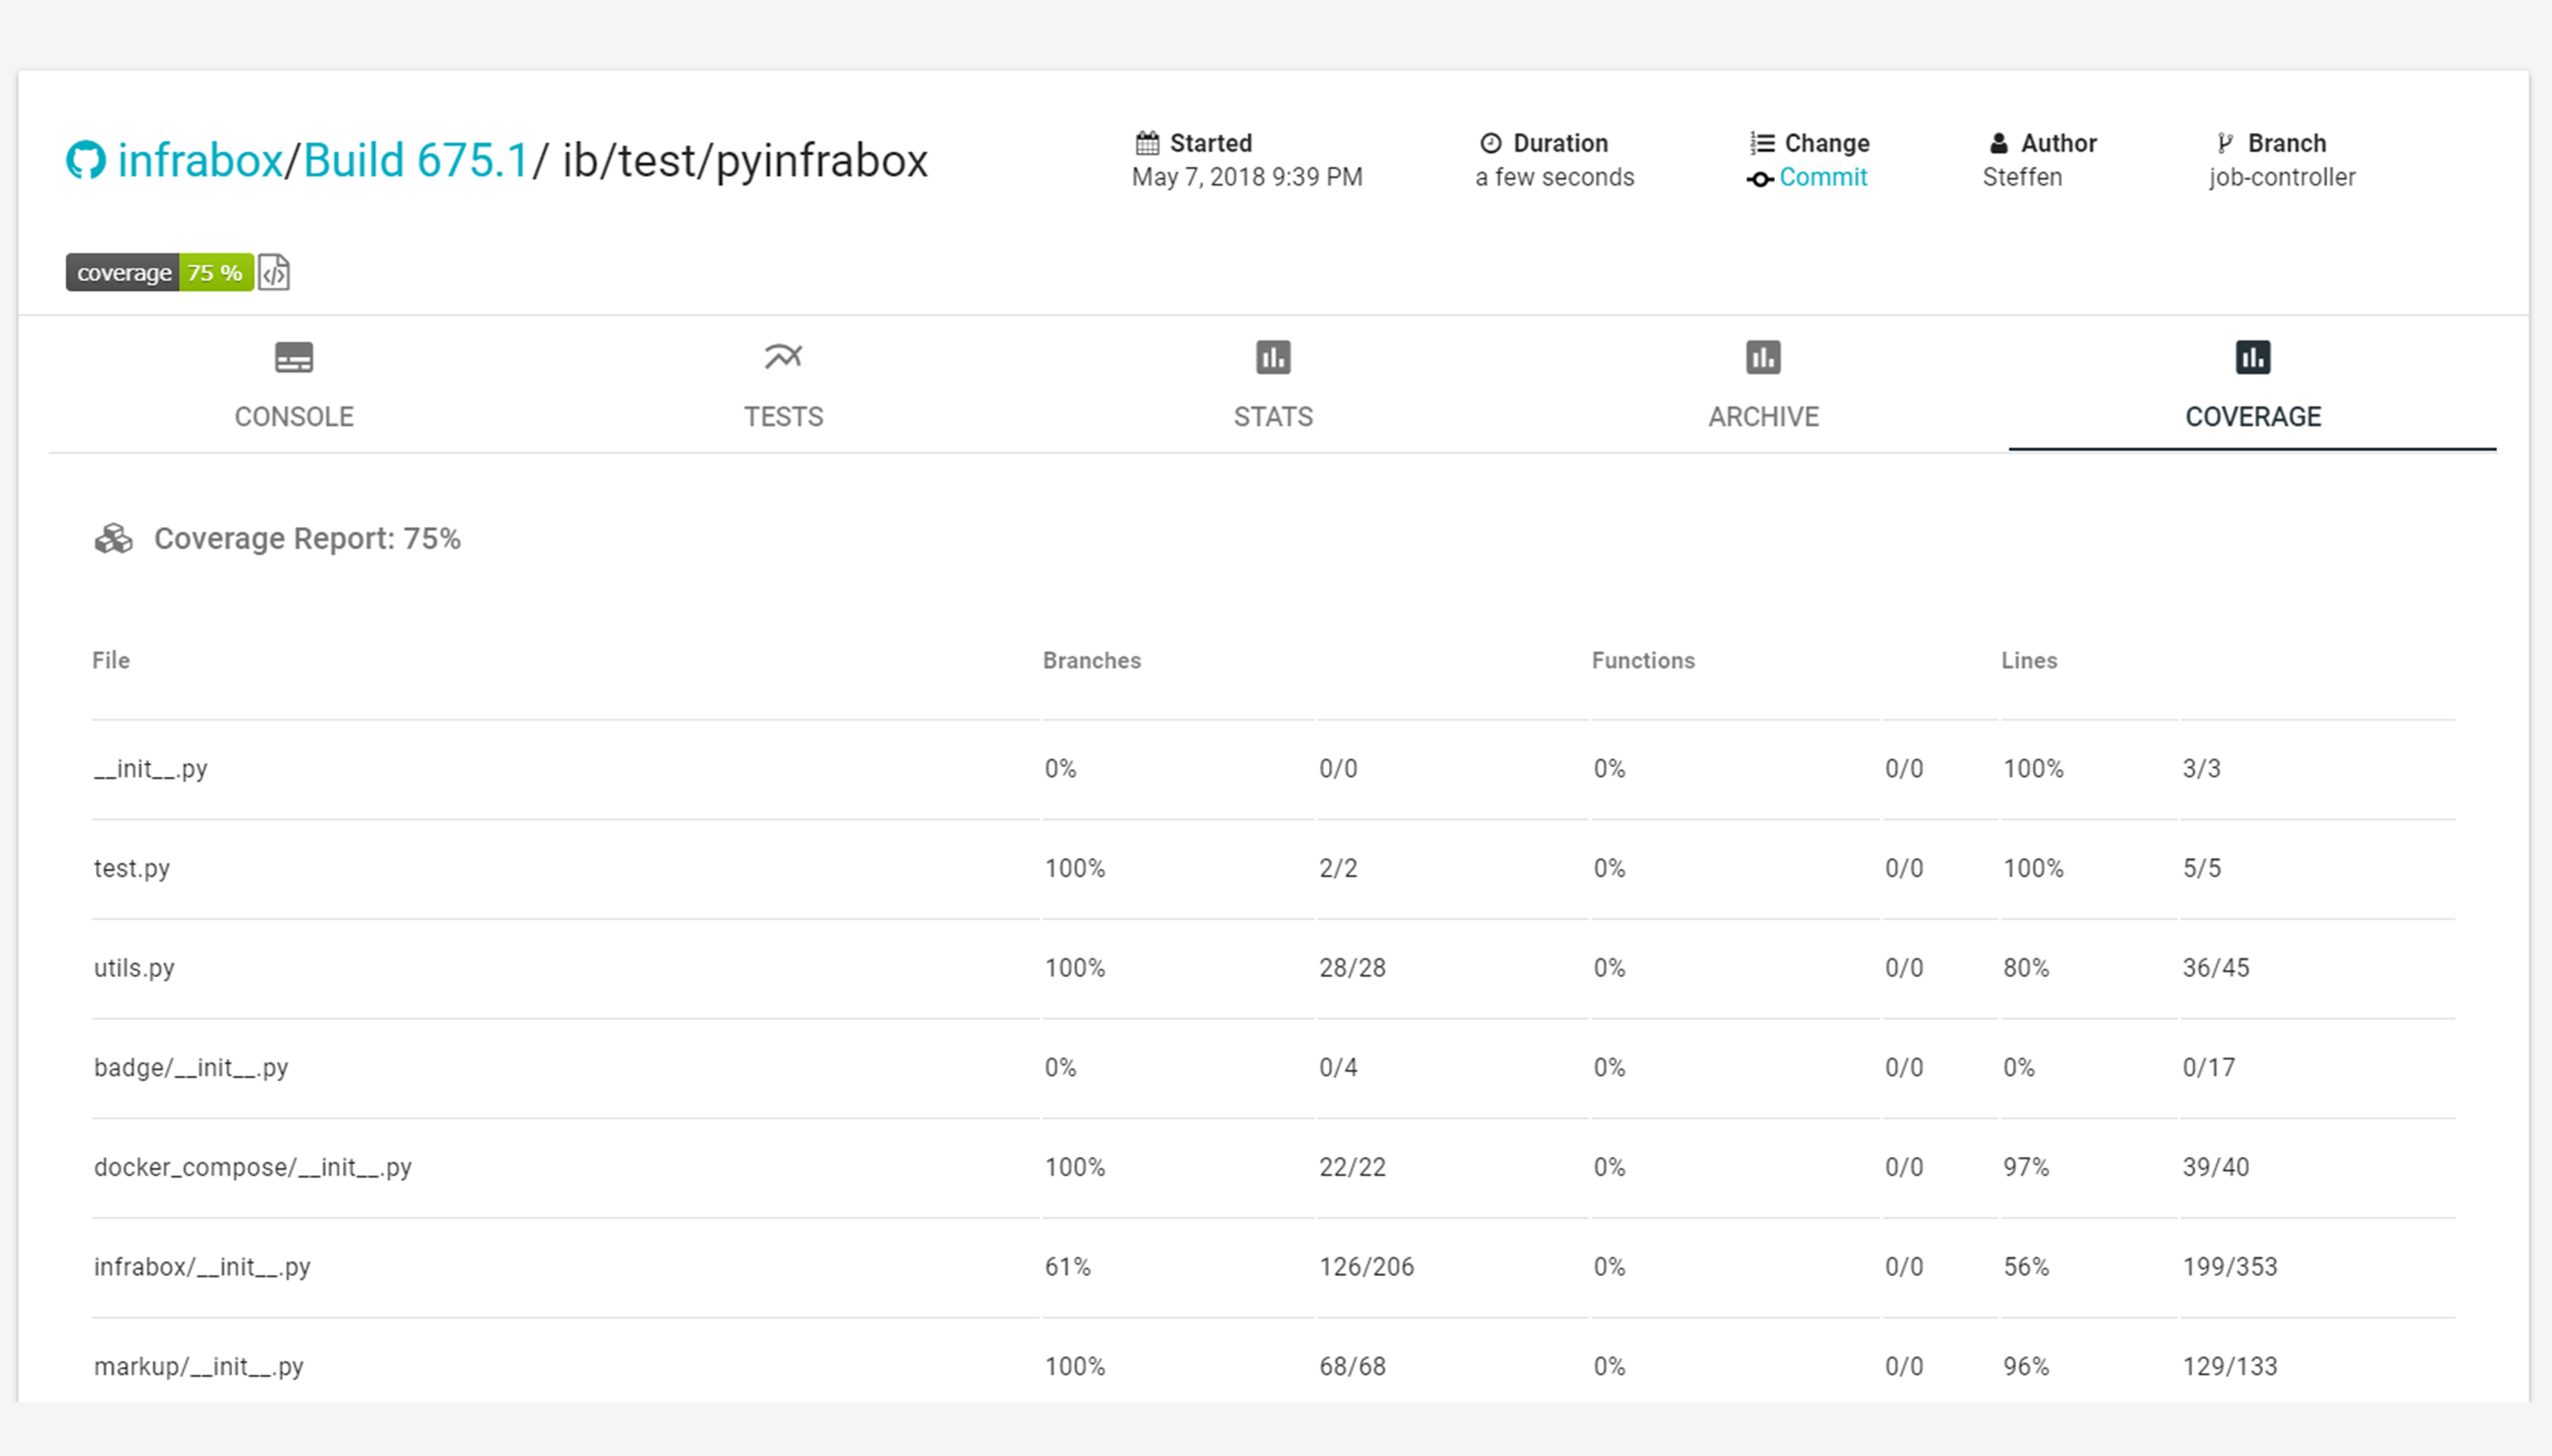 infrabox/Build 675.1/ ib/test/pyinfrabox
Started
May 7, 2018 9:39 PM
Duration
a few seconds
Change
Commit
Author
Steffen
Branch
job-controller
coverage 75 %
CONSOLE TESTS STATS ARCHIVE COVERAGE
Coverage Report: 75%
File Branches Functions Lines
__init__.py 0% 0/0 0% 0/0 100% 3/3
test.py 100% 2/2 0% 0/0 100% 5/5
utils.py 100% 28/28 0% 0/0 80% 36/45
badge/__init__.py 0% 0/4 0% 0/0 0% 0/17
docker_compose/__init__.py 100% 22/22 0% 0/0 97% 39/40
infrabox/__init__.py 61% 126/206 0% 0/0 56% 199/353
markup/__init__.py 100% 68/68 0% 0/0 96% 129/133